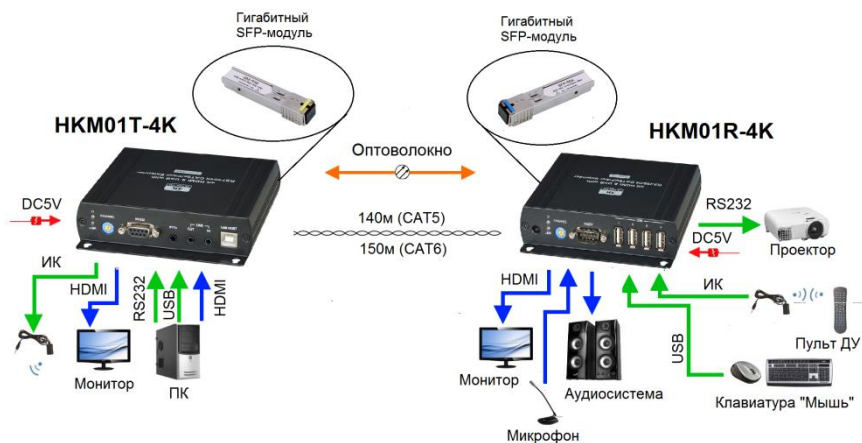 Гигабитный
SFP-модуль
Гигабитный
SFP-модуль
HKM01T-4K
HKM01R-4K
Оптоволокно
DC5V
140м (CAT5)
150м (CAT6)
RS232
DC5V
Проектор
ИК
HDMI
RS232
USB
HDMI
HDMI
ИК
USB
Пульт ДУ
Монитор
ПК
Монитор
Аудиосистема
Клавиатура "Мышь"
Микрофон